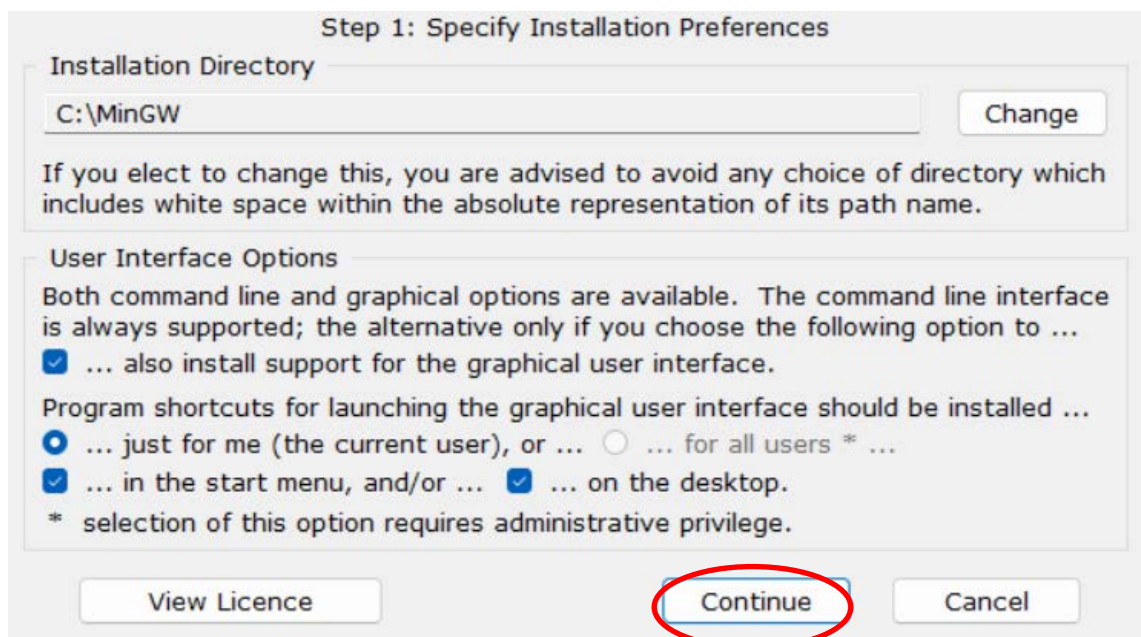 Step 1: Specify Installation Preferences
Installation Directory
C:\MinGW
Change
If you elect to change this, you are advised to avoid any choice of directory which
includes white space within the absolute representation of its path name.
User Interface Options
Both command line and graphical options are available.  The command line interface
is always supported; the alternative only if you choose the following option to ...
... also install support for the graphical user interface.
Program shortcuts for launching the graphical user interface should be installed ...
... just for me (the current user), or ... ... for all users * ...
... in the start menu, and/or ... ... on the desktop.
* selection of this option requires administrative privilege.
View Licence Continue Cancel